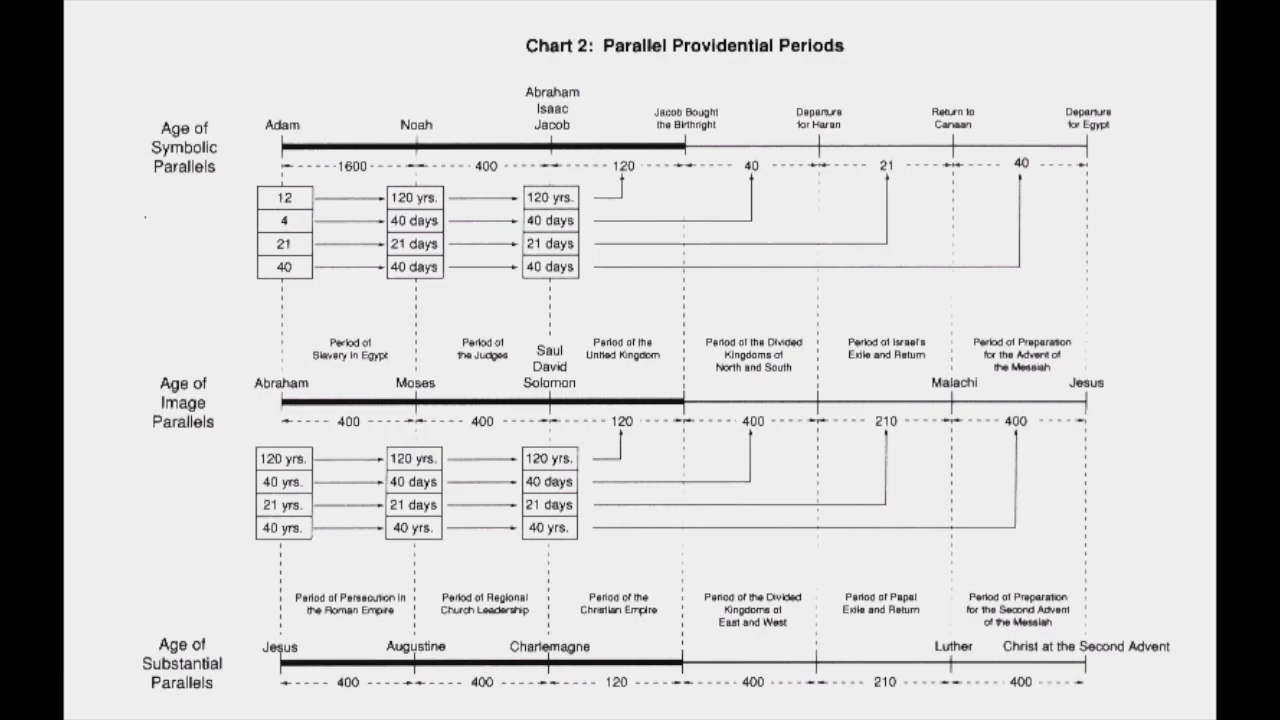 Chart 2: Parallel Providential Periods
Abraham
Isaac
Jacob
Adam
Noah
Jacob Bought
the Birthright
Departure
for Haran
Return to
Canaan
Departure
for Egypt
Age of
Symbolic
Parallels
1600
400
120
40
21
40
12
120 yrs.
120 yrs.
4
40 days
40 days
21
21 days
21 days
40
40 days
40 days
Period of
Slavery in Egypt
Period of
the Judges
Period of the
United Kingdom
Period of the Divided
Kingdoms of
North and South
Period of Israel's
Exile and Return
Period of Preparation
for the Advent of
the Messiah
Abraham
Moses
Saul
David
Solomon
Malachi
Jesus
Age of
Image
Parallels
400
400
120
400
210
400
120 yrs.
120 yrs.
120 yrs.
40 yrs.
40 days
40 days
21 yrs.
21 days
21 days
40 yrs.
40 yrs.
40 yrs.
Period of Persecution in
the Roman Empire
Period of Regional
Church Leadership
Period of the
Christian Empire
Period of the Divided
Kingdoms of
East and West
Period of Papal
Exile and Return
Period of Preparation
for the Second Advent
of the Messiah
Jesus
Augustine
Charlemagne
Luther
Christ at the Second Advent
Age of
Substantial
Parallels
400
400
120
400
210
400